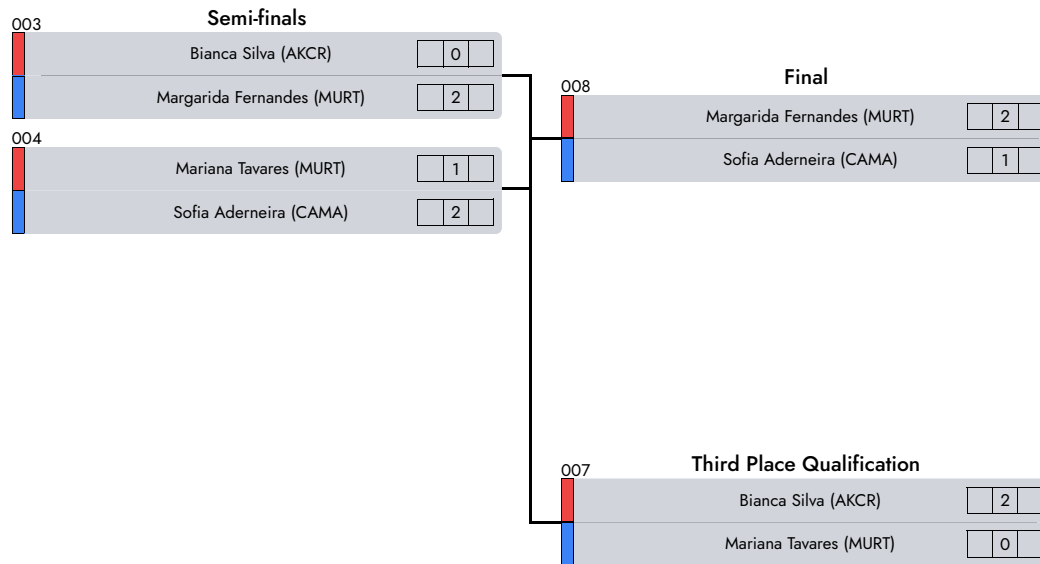 Semi-finals
003
Bianca Silva (AKCR) 0
Margarida Fernandes (MURT) 2
004
Mariana Tavares (MURT) 1
Sofia Aderneira (CAMA) 2
Final
008
Margarida Fernandes (MURT) 2
Sofia Aderneira (CAMA) 1
Third Place Qualification
007
Bianca Silva (AKCR) 2
Mariana Tavares (MURT) 0